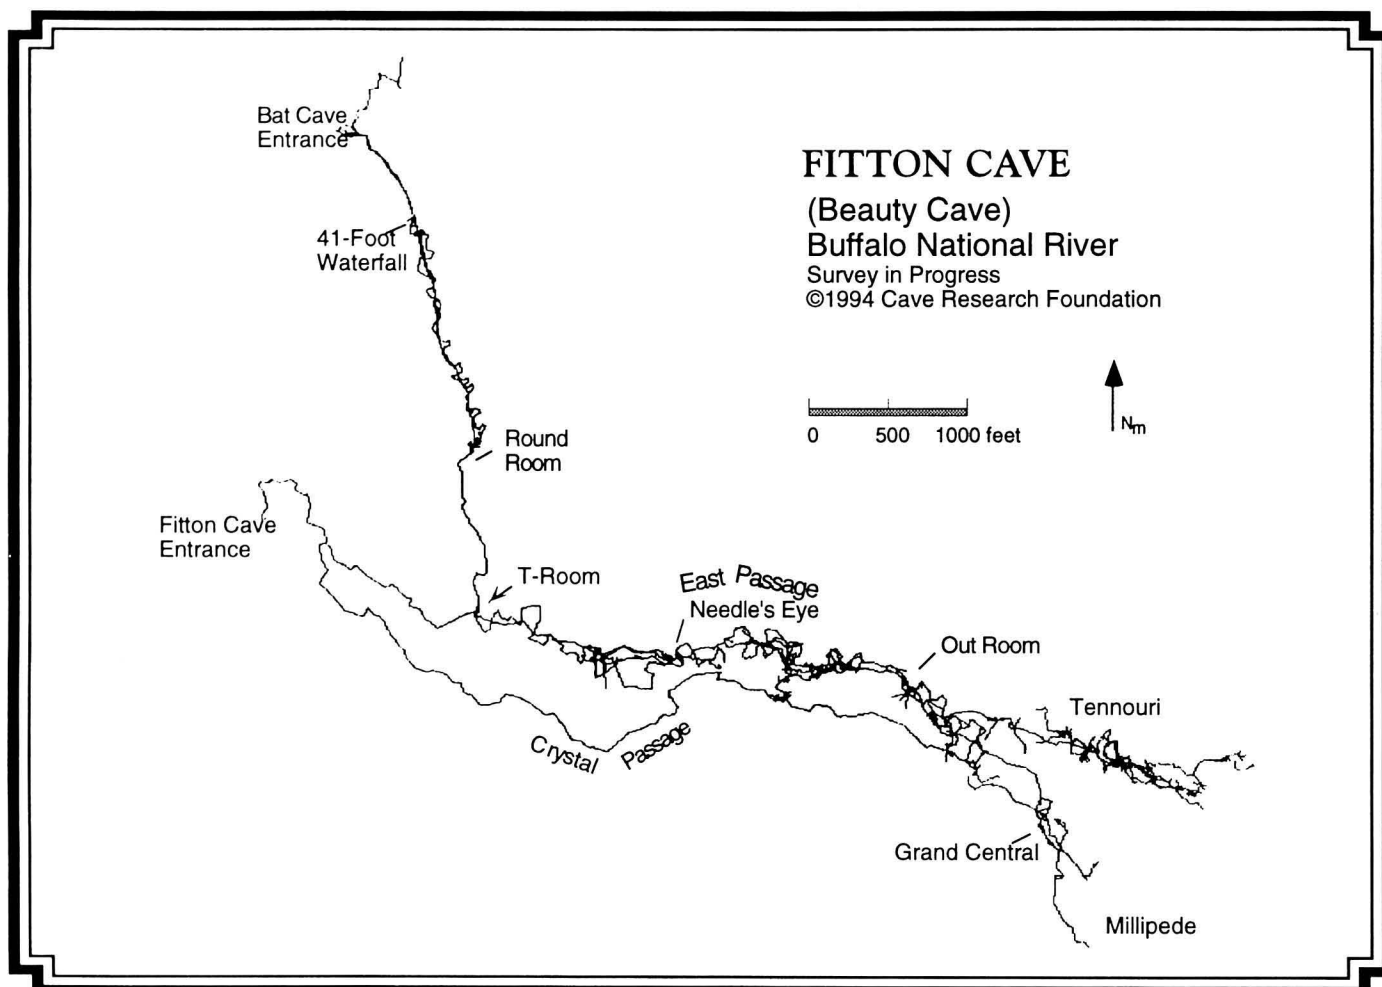 FITTON CAVE
(Beauty Cave)
Buffalo National River
Survey in Progress
©1994 Cave Research Foundation
0 500 1000 feet
Nm
Bat Cave
Entrance
41-Foot
Waterfall
Round
Room
Fitton Cave
Entrance
T-Room
East Passage
Needle's Eye
Out Room
Tennouri
Crystal Passage
Grand Central
Millipede